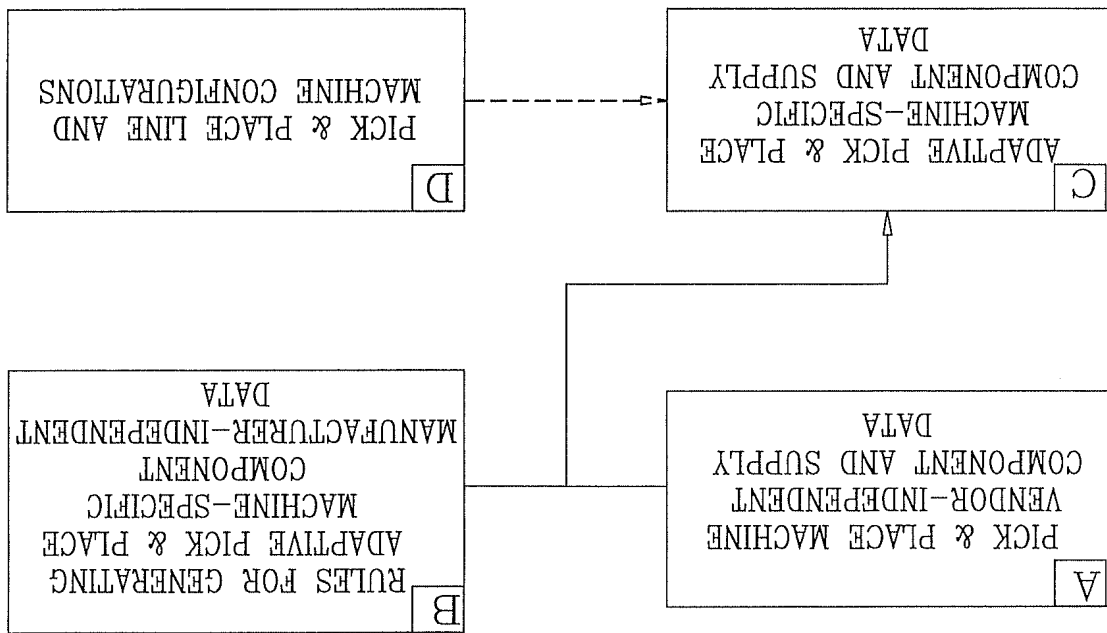 A
PICK & PLACE MACHINE
VENDOR-INDEPENDENT
COMPONENT AND SUPPLY
DATA
B
RULES FOR GENERATING
ADAPTIVE PICK & PLACE
MACHINE-SPECIFIC
COMPONENT
MANUFACTURER-INDEPENDENT
DATA
C
ADAPTIVE PICK & PLACE
MACHINE-SPECIFIC
COMPONENT AND SUPPLY
DATA
D
PICK & PLACE LINE AND
MACHINE CONFIGURATIONS